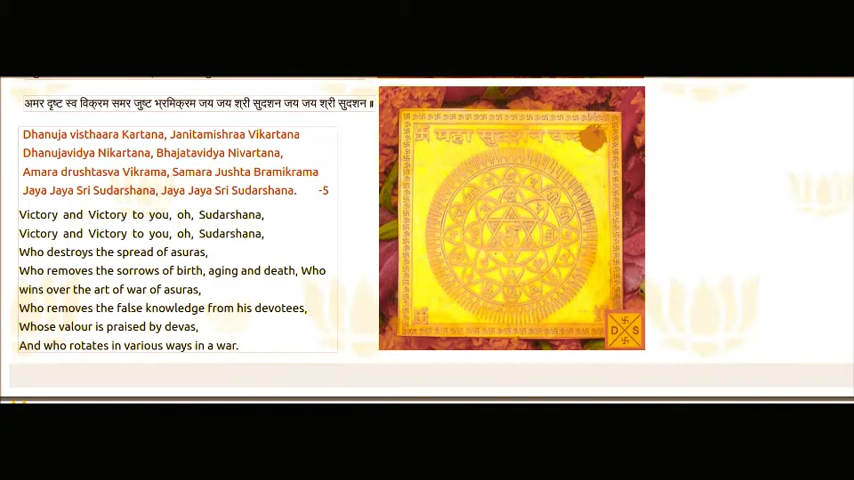 अमर दृष्ट स्व विक्रम समर जुष्ट भ्रमिक्रम जय जय श्री सुदशन जय जय श्री सुदशन॥
Dhanuja visthaara Kartana, Janitamishraa Vikartana
Dhanujavidya Nikartana, Bhajatavidya Nivartana,
Amara drushtasva Vikrama, Samara Jushta Bramikrama
Jaya Jaya Sri Sudarshana, Jaya Jaya Sri Sudarshana. -5
Victory and Victory to you, oh, Sudarshana,
Victory and Victory to you, oh, Sudarshana,
Who destroys the spread of asuras,
Who removes the sorrows of birth, aging and death, Who
wins over the art of war of asuras,
Who removes the false knowledge from his devotees,
Whose valour is praised by devas,
And who rotates in various ways in a war.
महा सुदर्शन
D S